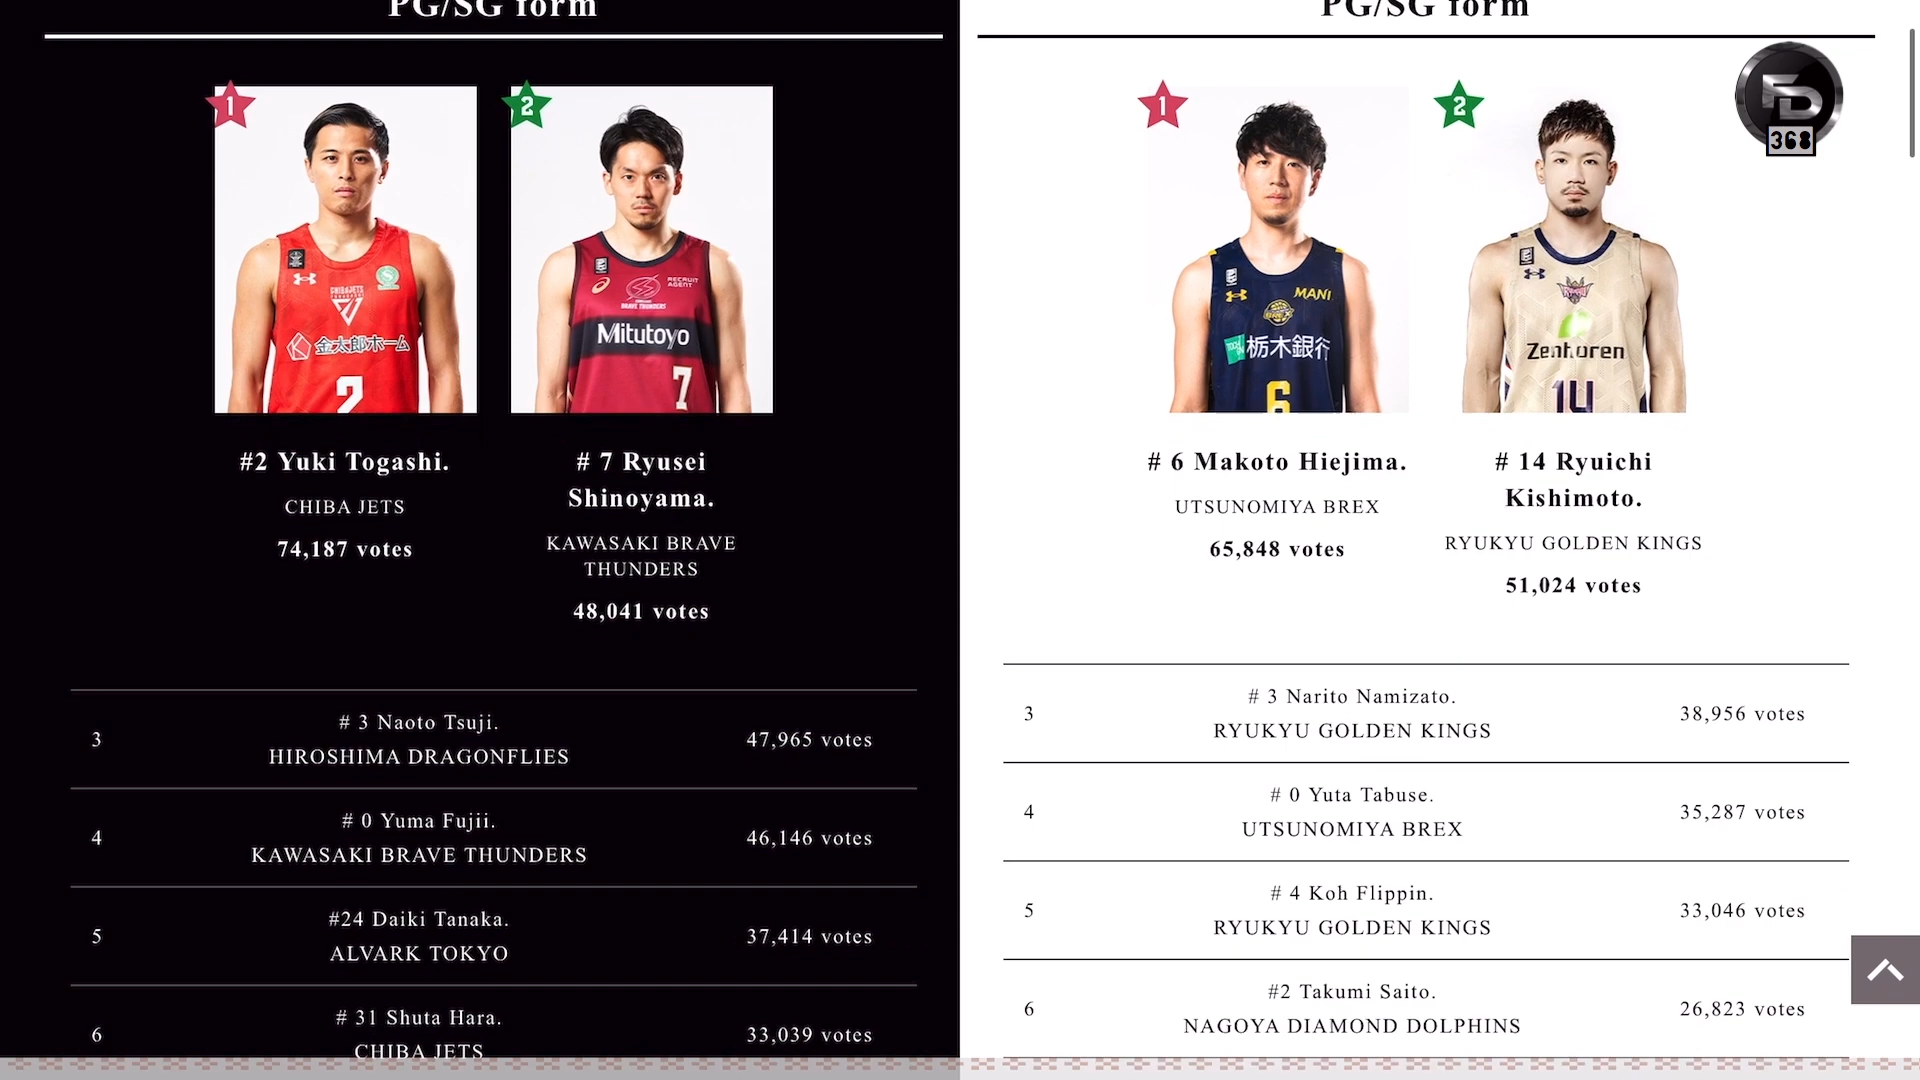 PG/SG form
1
2
CHIBA JETS
金太郎ホーム
2
RECRUIT
AGENT
BRAVE THUNDERS
Mitutoyo
7
#2 Yuki Togashi.
CHIBA JETS
74,187 votes
# 7 Ryusei
Shinoyama.
KAWASAKI BRAVE
THUNDERS
48,041 votes
3
# 3 Naoto Tsuji.
HIROSHIMA DRAGONFLIES
47,965 votes
4
# 0 Yuma Fujii.
KAWASAKI BRAVE THUNDERS
46,146 votes
5
#24 Daiki Tanaka.
ALVARK TOKYO
37,414 votes
6
# 31 Shuta Hara.
CHIBA JETS
33,039 votes
PG/SG form
1
2
FD
368
MANI
BREX
栃木銀行
6
Zenhoren
14
# 6 Makoto Hiejima.
UTSUNOMIYA BREX
65,848 votes
# 14 Ryuichi
Kishimoto.
RYUKYU GOLDEN KINGS
51,024 votes
3
# 3 Narito Namizato.
RYUKYU GOLDEN KINGS
38,956 votes
4
# 0 Yuta Tabuse.
UTSUNOMIYA BREX
35,287 votes
5
# 4 Koh Flippin.
RYUKYU GOLDEN KINGS
33,046 votes
6
#2 Takumi Saito.
NAGOYA DIAMOND DOLPHINS
26,823 votes